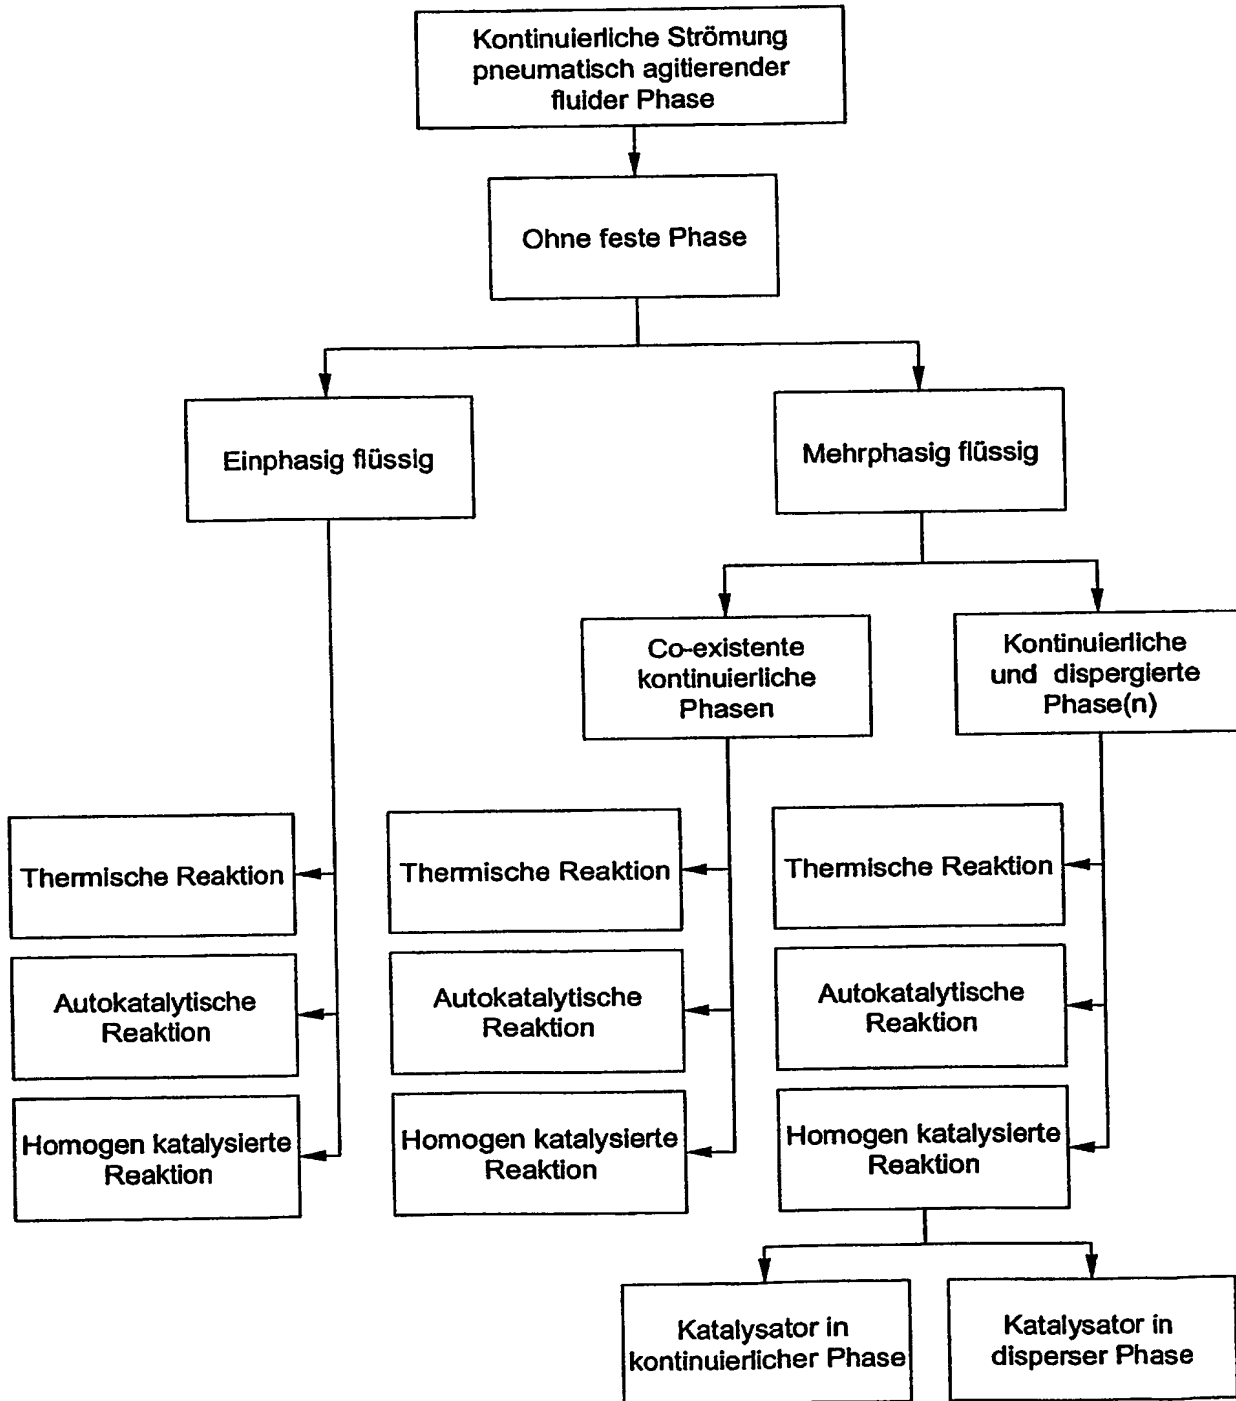 Kontinuierliche Strömung
pneumatisch agitierender
fluider Phase
Ohne feste Phase
Einphasig flüssig
Mehrphasig flüssig
Co-existente
kontinuierliche
Phasen
Kontinuierliche
und dispergierte
Phase(n)
Thermische Reaktion
Thermische Reaktion
Thermische Reaktion
Autokatalytische
Reaktion
Autokatalytische
Reaktion
Autokatalytische
Reaktion
Homogen katalysierte
Reaktion
Homogen katalysierte
Reaktion
Homogen katalysierte
Reaktion
Katalysator in
kontinuierlicher Phase
Katalysator in
disperser Phase